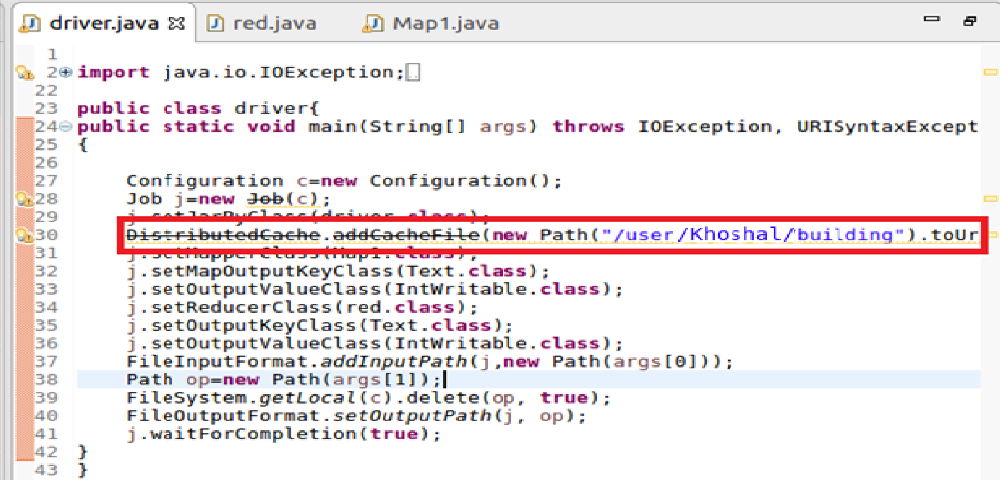 driver.java red.java Map1.java
1
2 import java.io.IOException;
22
23 public class driver{
24 public static void main(String[] args) throws IOException, URISyntaxExcept
25 {
26
27 Configuration c=new Configuration();
28 Job j=new Job(c);
29 j.setJarByClass(driver.class);
30 DistributedCache.addCacheFile(new Path("/user/Khoshal/building").toUr
31 j.setMapperClass(Map1.class);
32 j.setMapOutputKeyClass(Text.class);
33 j.setOutputValueClass(IntWritable.class);
34 j.setReducerClass(red.class);
35 j.setOutputKeyClass(Text.class);
36 j.setOutputValueClass(IntWritable.class);
37 FileInputFormat.addInputPath(j,new Path(args[0]));
38 Path op=new Path(args[1]);
39 FileSystem.getLocal(c).delete(op, true);
40 FileOutputFormat.setOutputPath(j, op);
41 j.waitForCompletion(true);
42 }
43 }